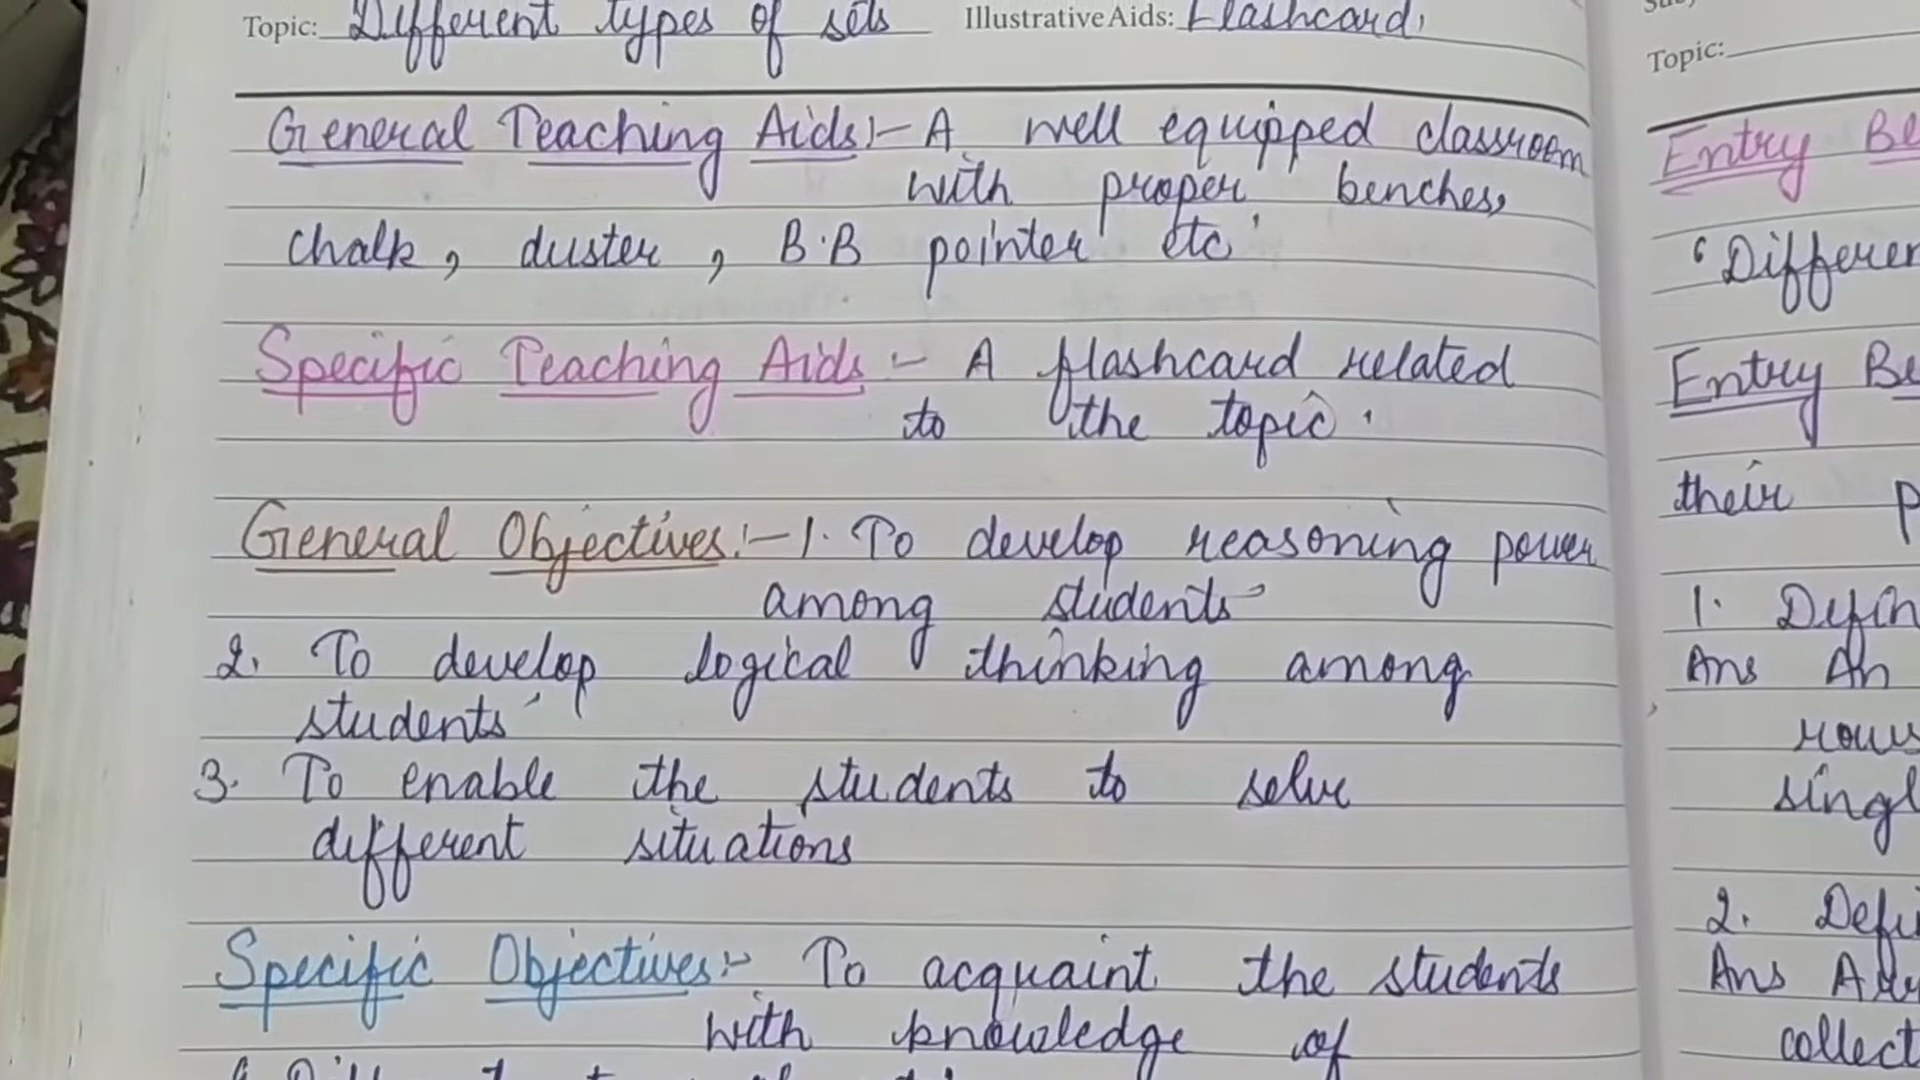 Topic: Different types of sets Illustrative Aids: Flashcard,
General Teaching Aids:- A well equipped classroom
with proper benches,
chalk, duster, B.B pointer etc.
Specific Teaching Aids :- A flashcard related
to the topic.
General Objectives:- 1. To develop reasoning power
among students
2. To develop logical thinking among
students
3. To enable the students to solve
different situations
Specific Objectives:- To acquaint the students
with knowledge of
Topic:
Entry Be
"Differen
Entry Be
their p
1. Defin
Ans An
rows
singl
2. Defi
Ans A
collect